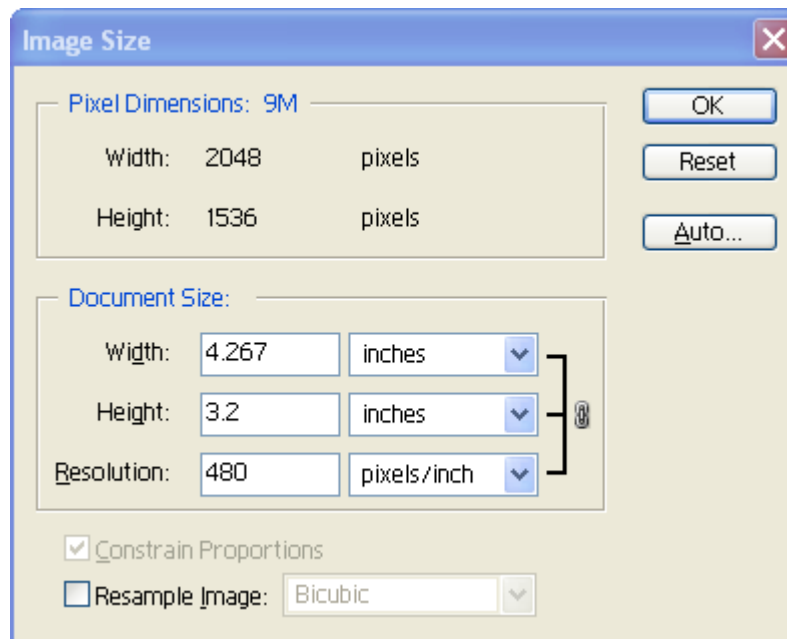 Image Size
Pixel Dimensions: 9M
OK
Width: 2048 pixels
Reset
Height: 1536 pixels
Auto...
Document Size:
Width: 4.267 inches
Height: 3.2 inches
Resolution: 480 pixels/inch
Constrain Proportions
Resample Image: Bicubic